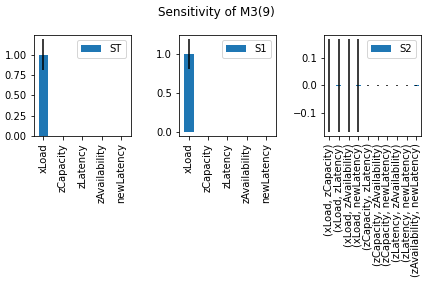 Sensitivity of M3(9)
ST
1.00
0.75
0.50
0.25
0.00
xLoad
zCapacity
zLatency
zAvailability
newLatency
S1
1.0
0.5
0.0
xLoad
zCapacity
zLatency
zAvailability
newLatency
S2
0.1
0.0
−0.1
(xLoad, zCapacity)
(xLoad, zLatency)
(xLoad, zAvailability)
(xLoad, newLatency)
(zCapacity, zLatency)
(zCapacity, zAvailability)
(zCapacity, newLatency)
(zLatency, zAvailability)
(zLatency, newLatency)
(zAvailability, newLatency)